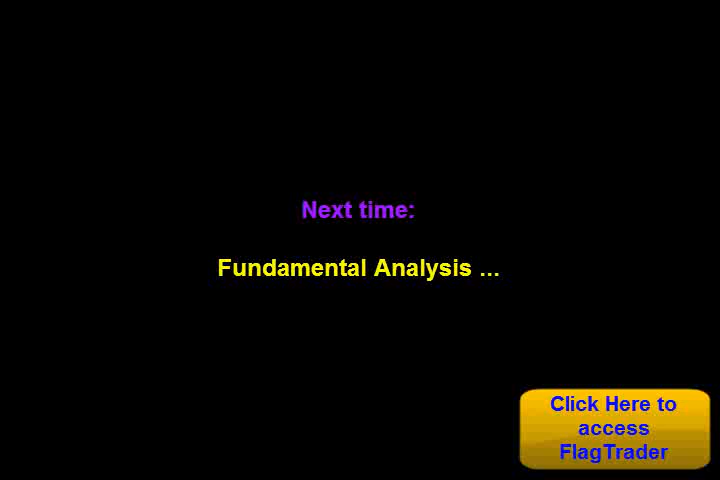 Next time:
Fundamental Analysis ...
Click Here to
access
FlagTrader